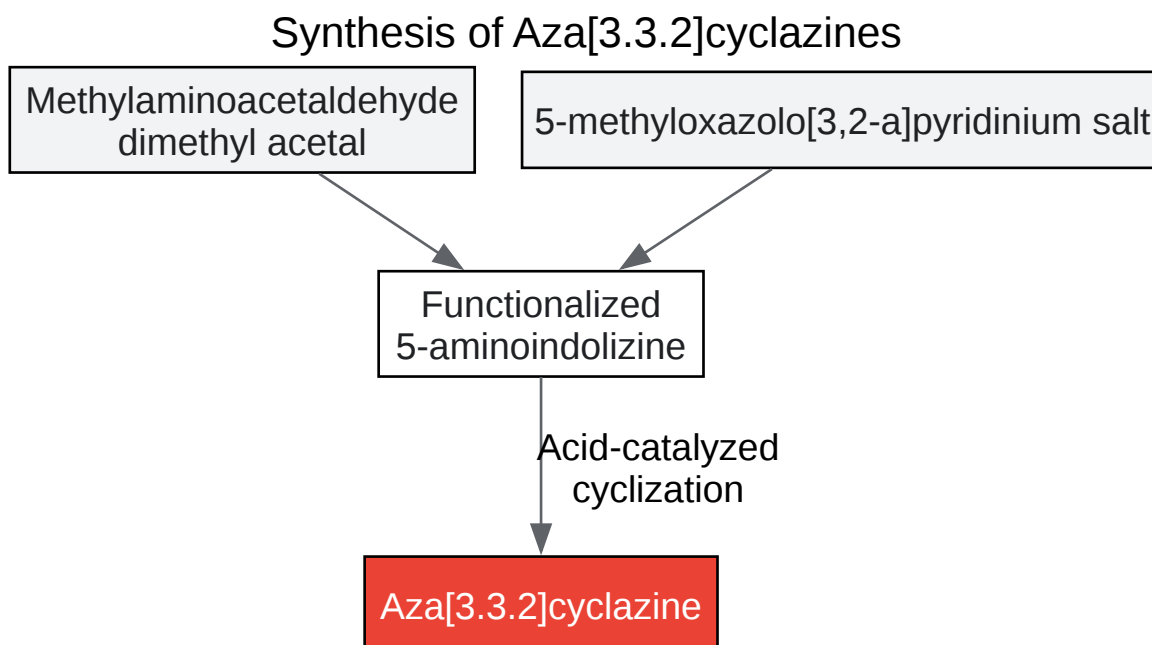 Synthesis of Aza[3.3.2]cyclazines
Methylaminoacetaldehyde
dimethyl acetal
5-methyloxazolo[3,2-a]pyridinium salt
Functionalized
5-aminoindolizine
Acid-catalyzed
cyclization
Aza[3.3.2]cyclazine